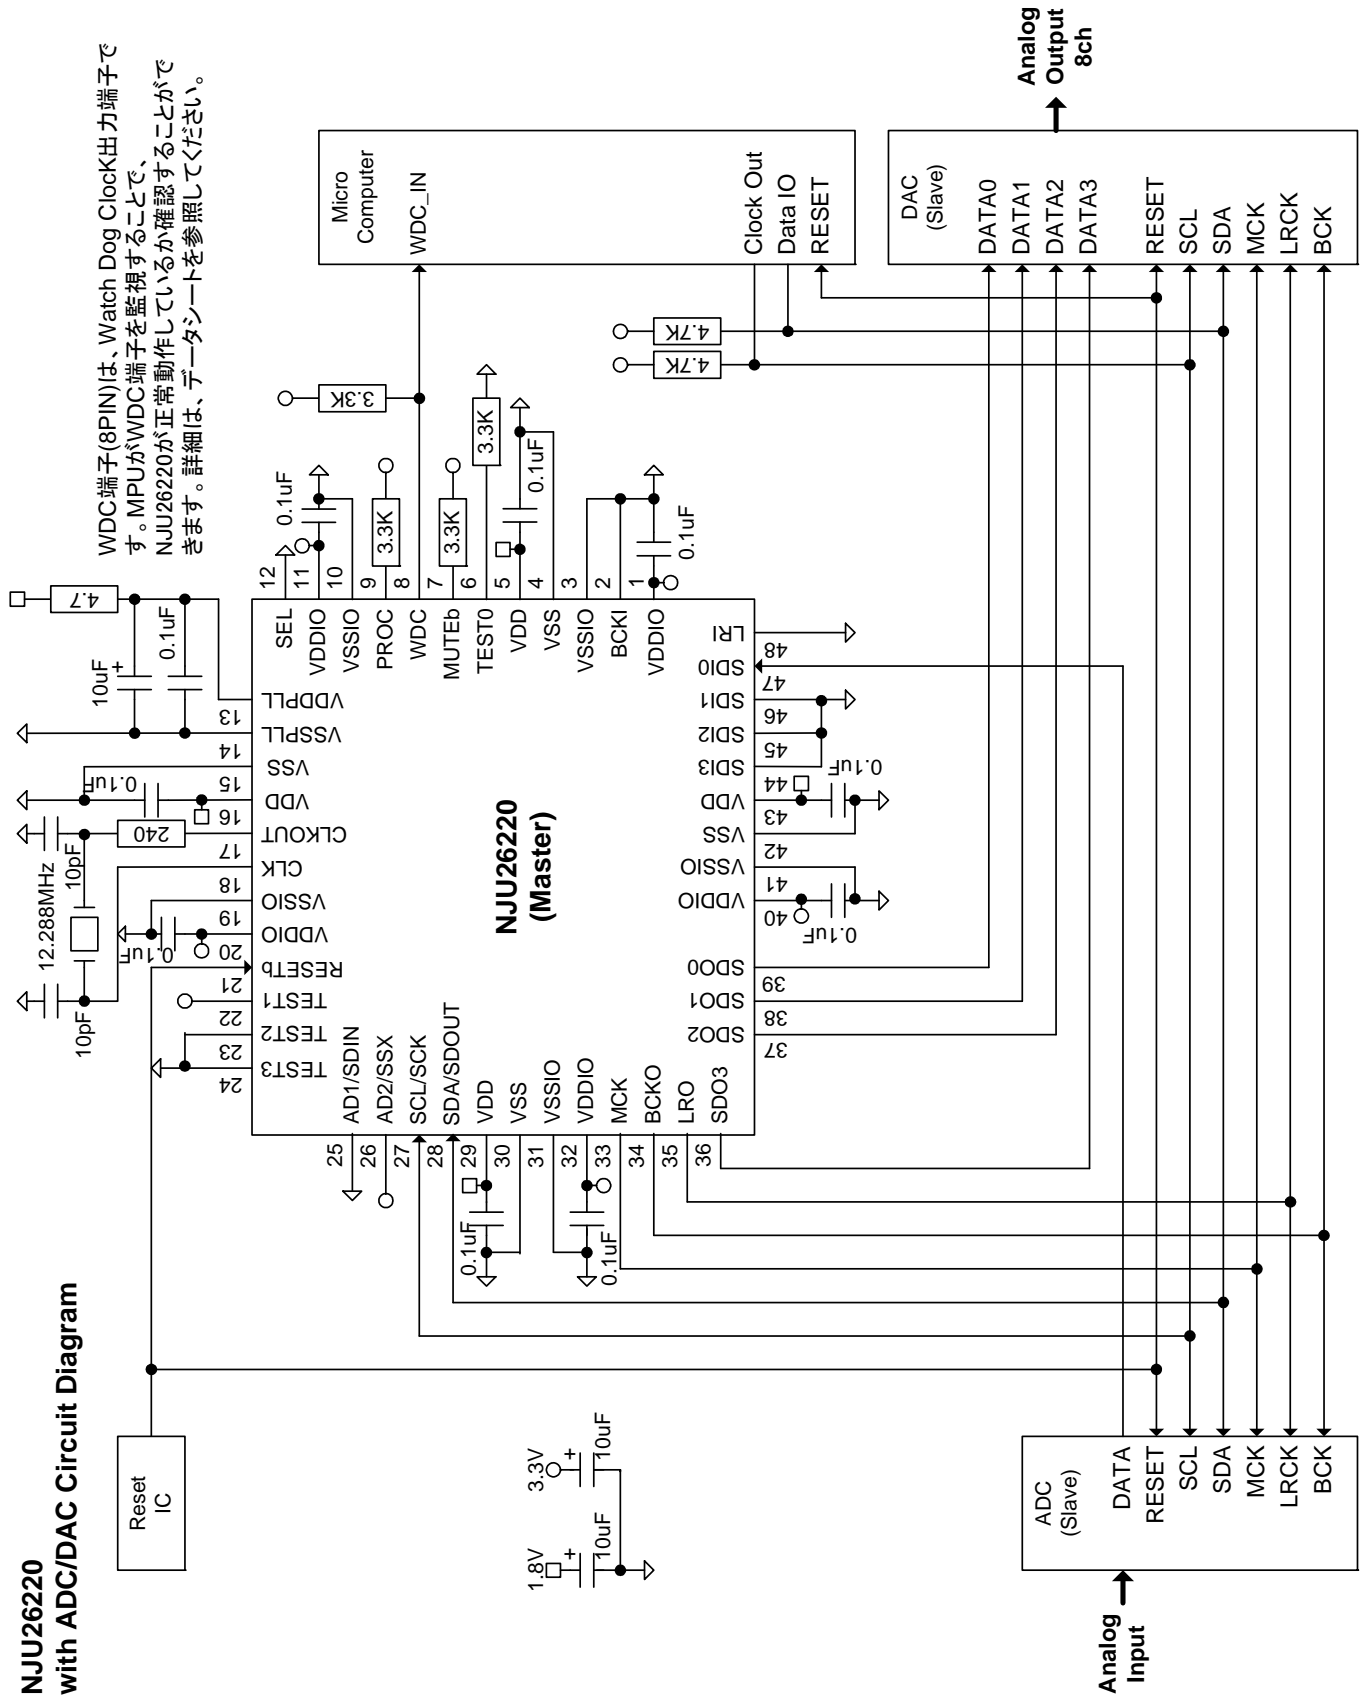 NJU26220
with ADC/DAC Circuit Diagram
WDC端子(8PIN)は、Watch Dog ClocK出力端子で
す。MPUがWDC端子を監視することで、
NJU26220が正常動作しているか確認することがで
きます。詳細は、データシートを参照してください。
Reset
IC
10pF
12.288MHz
10pF
240
0.1uF
0.1uF
10uF
+
0.1uF
4.7
24
23
22
21
20
19
18
17
16
15
14
13
TEST3
TEST2
TEST1
RESETb
VDDIO
VSSIO
CLK
CLKOUT
VDD
VSS
VSSPLL
VDDPLL
25
AD1/SDIN
26
AD2/SSX
27
SCL/SCK
28
SDA/SDOUT
29
VDD
30
VSS
31
VSSIO
32
VDDIO
33
MCK
34
BCKO
35
LRO
36
SDO3
0.1uF
0.1uF
NJU26220
(Master)
SEL
12
VDDIO
11
VSSIO
10
PROC
9
WDC
8
MUTEb
7
TEST0
6
VDD
5
VSS
4
VSSIO
3
BCKI
2
VDDIO
1
0.1uF
3.3K
3.3K
3.3K
3.3K
0.1uF
0.1uF
SDO2
SDO1
SDO0
VDDIO
VSSIO
VSS
VDD
SDI3
SDI2
SDI1
SDI0
LRI
37
38
39
40
41
42
43
44
45
46
47
48
0.1uF
0.1uF
Micro
Computer
WDC_IN
Clock Out
Data IO
RESET
4.7K
4.7K
1.8V
+
10uF
3.3V
+
10uF
Analog
Input
ADC
(Slave)
DATA
RESET
SCL
SDA
MCK
LRCK
BCK
DAC
(Slave)
DATA0
DATA1
DATA2
DATA3
RESET
SCL
SDA
MCK
LRCK
BCK
Analog
Output
8ch